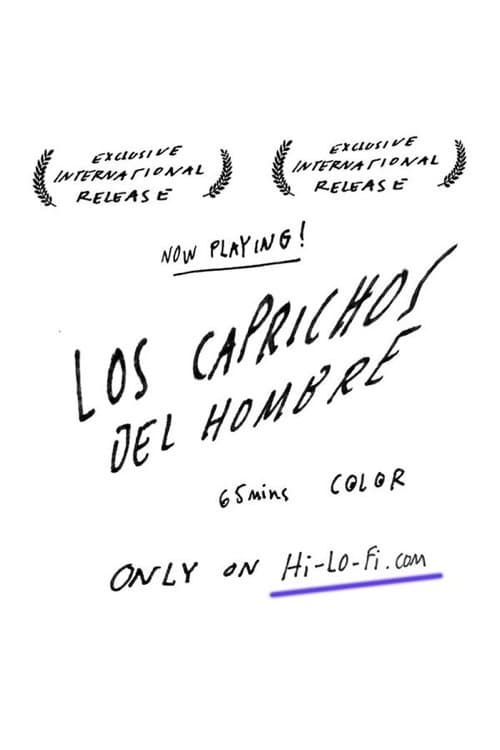 EXCLUSIVE
INTERNATIONAL
RELEASE
EXCLUSIVE
INTERNATIONAL
RELEASE
NOW PLAYING!
LOS CAPRICHOS
DEL HOMBRE
65mins COLOR
ONLY ON Hi-Lo-Fi.com